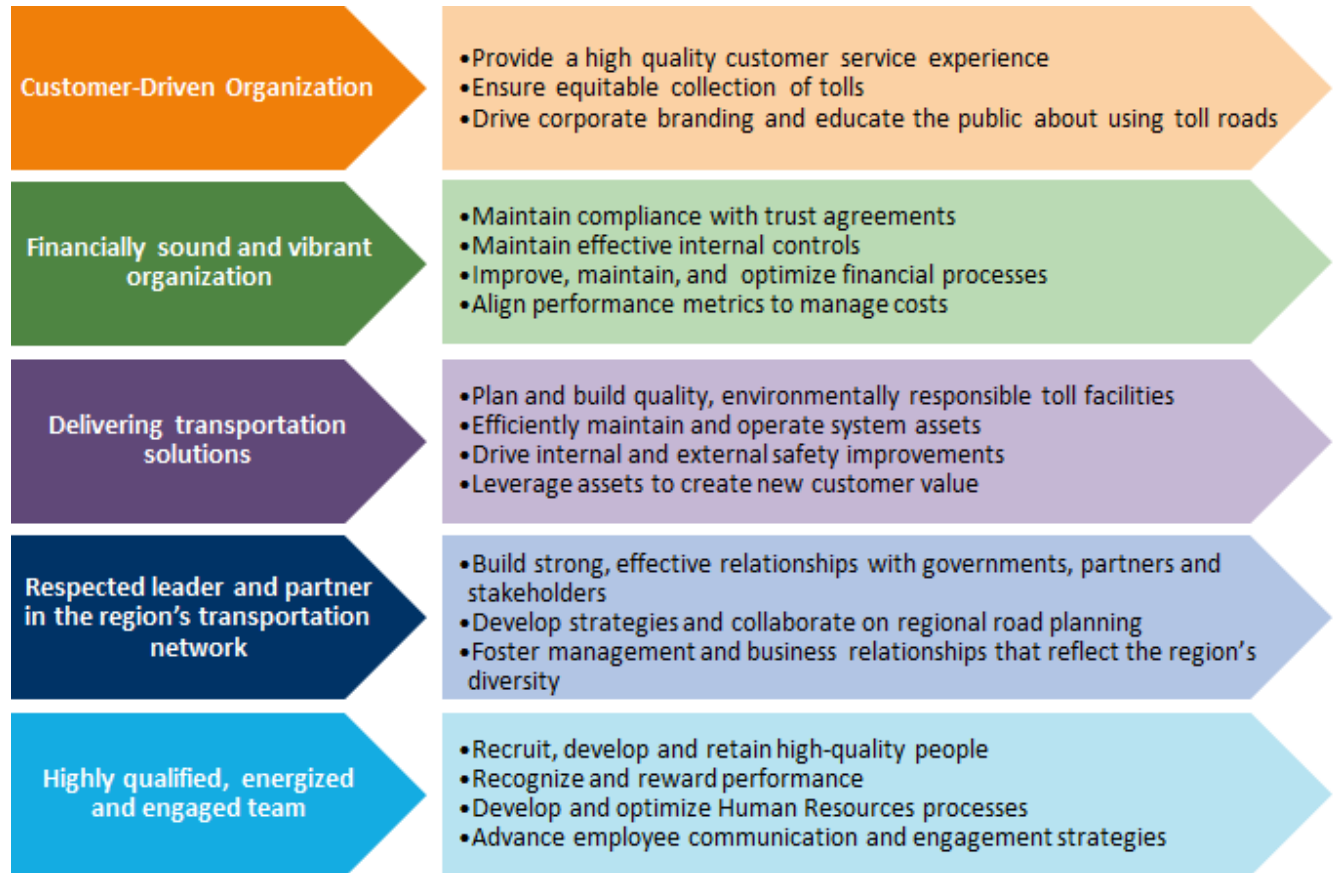 Customer-Driven Organization
•Provide a high quality customer service experience
•Ensure equitable collection of tolls
•Drive corporate branding and educate the public about using toll roads
Financially sound and vibrant
organization
•Maintain compliance with trust agreements
•Maintain effective internal controls
•Improve, maintain, and optimize financial processes
•Align performance metrics to manage costs
Delivering transportation
solutions
•Plan and build quality, environmentally responsible toll facilities
•Efficiently maintain and operate system assets
•Drive internal and external safety improvements
•Leverage assets to create new customer value
Respected leader and partner
in the region’s transportation
network
•Build strong, effective relationships with governments, partners and
stakeholders
•Develop strategies and collaborate on regional road planning
•Foster management and business relationships that reflect the region’s
diversity
Highly qualified, energized
and engaged team
•Recruit, develop and retain high-quality people
•Recognize and reward performance
•Develop and optimize Human Resources processes
•Advance employee communication and engagement strategies